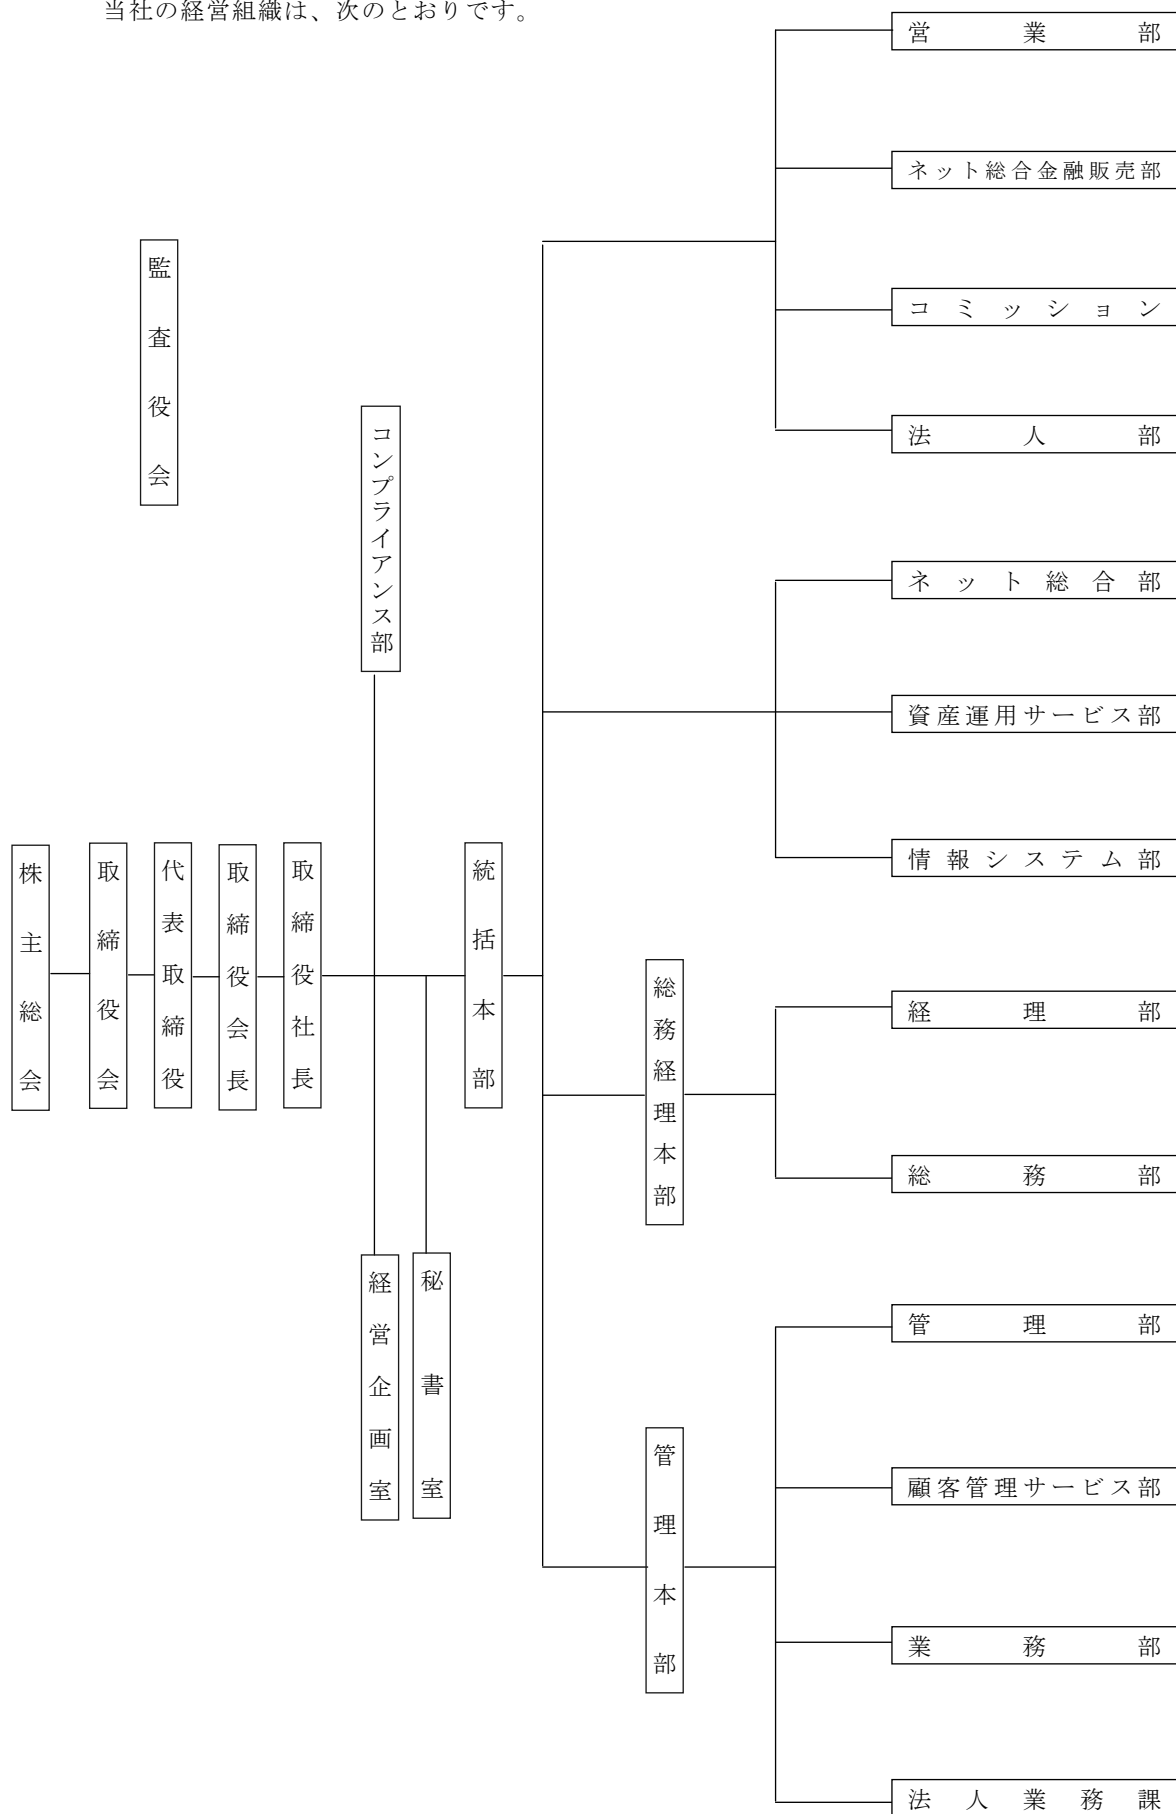 当社の経営組織は、次のとおりです。
営業部
ネット総合金融販売部
コミッション
法人部
監査役会
コンプライアンス部
ネット総合部
資産運用サービス部
情報システム部
株主総会
取締役会
代表取締役
取締役会長
取締役社長
統括本部
総務経理本部
経理部
総務部
経営企画室
秘書室
管理本部
管理部
顧客管理サービス部
業務部
法人業務課